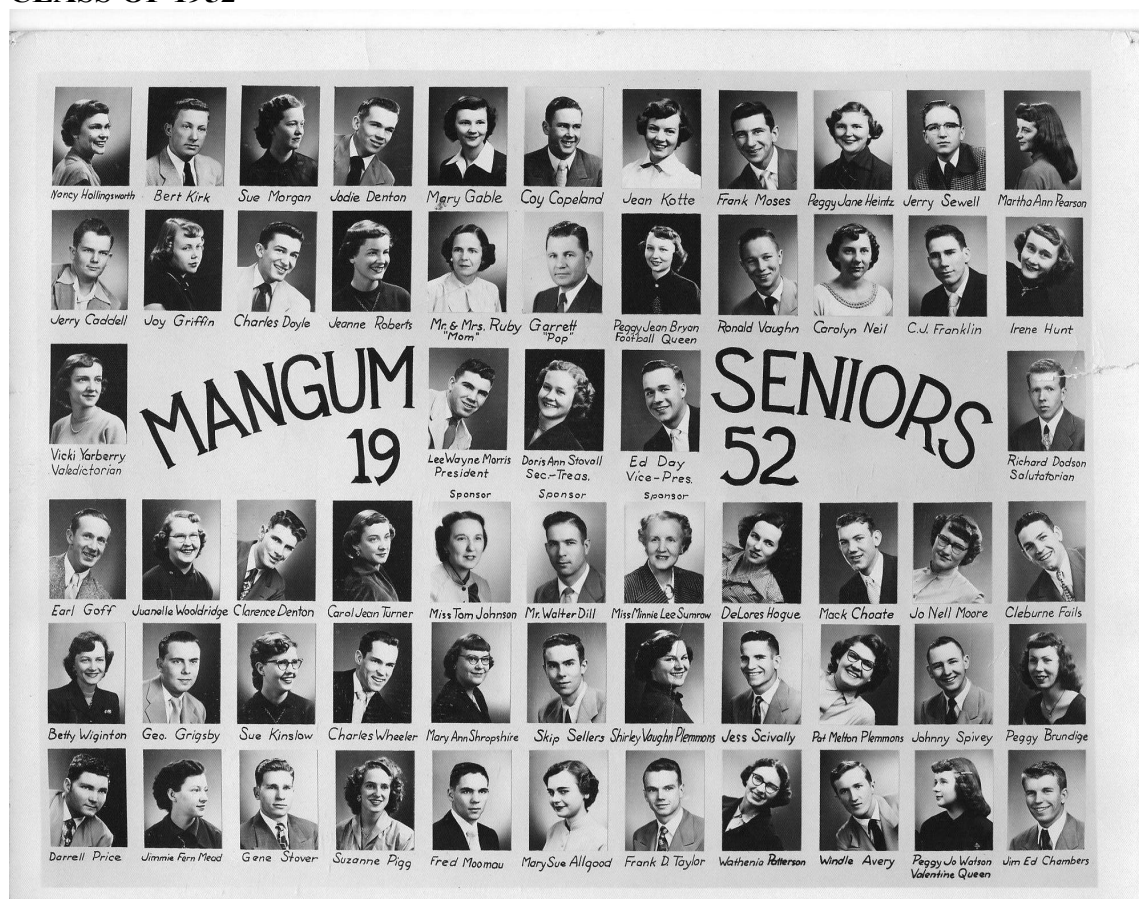 CLASS OF 1952
Nancy Hollingsworth Bert Kirk Sue Morgan Jodie Denton Mary Gable Coy Copeland Jean Kotte Frank Moses Peggy Jane Heintz Jerry Sewell Martha Ann Pearson
Jerry Caddell Joy Griffin Charles Doyle Jeanne Roberts Mr. & Mrs. Ruby Garrett Peggy Jean Bryan Ronald Vaughn Carolyn Neil C.J. Franklin Irene Hunt
"Mom" "Pop" Football Queen
MANGUM SENIORS
19 52
Vicki Yarberry Lee Wayne Morris Doris Ann Stovall Ed Day Richard Dodson
Valedictorian President Sec.-Treas. Vice-Pres. Salutatorian
Sponsor Sponsor Sponsor
Earl Goff Juanelle Wooldridge Clarence Denton Carol Jean Turner Miss Tom Johnson Mr. Walter Dill Miss Minnie Lee Sumrow DeLores Hogue Mack Choate Jo Nell Moore Cleburne Fails
Betty Wiginton Geo. Grigsby Sue Kinslow Charles Wheeler Mary Ann Shropshire Skip Sellers Shirley Vaughn Plemmons Jess Scivally Pat Melton Plemmons Johnny Spivey Peggy Brundige
Darrell Price Jimmie Fern Mead Gene Stover Suzanne Pigg Fred Moomau Mary Sue Allgood Frank D. Taylor Wathenia Patterson Windle Avery Peggy Jo Watson Jim Ed Chambers
Valentine Queen